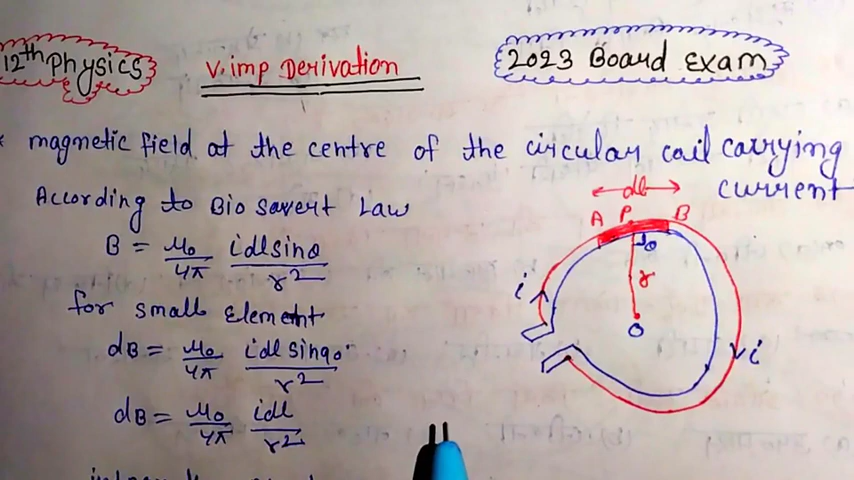 12th Physics
V. imp Derivation
2023 Board Exam
magnetic field at the centre of the circular coil carrying
current
According to Bio Savert Law
B = μ₀/4π idl sinθ/r²
for small element
dB = μ₀/4π idl sin90°/r²
dB = μ₀/4π idl/r²
dl
A P B
θ
i
r
O
i